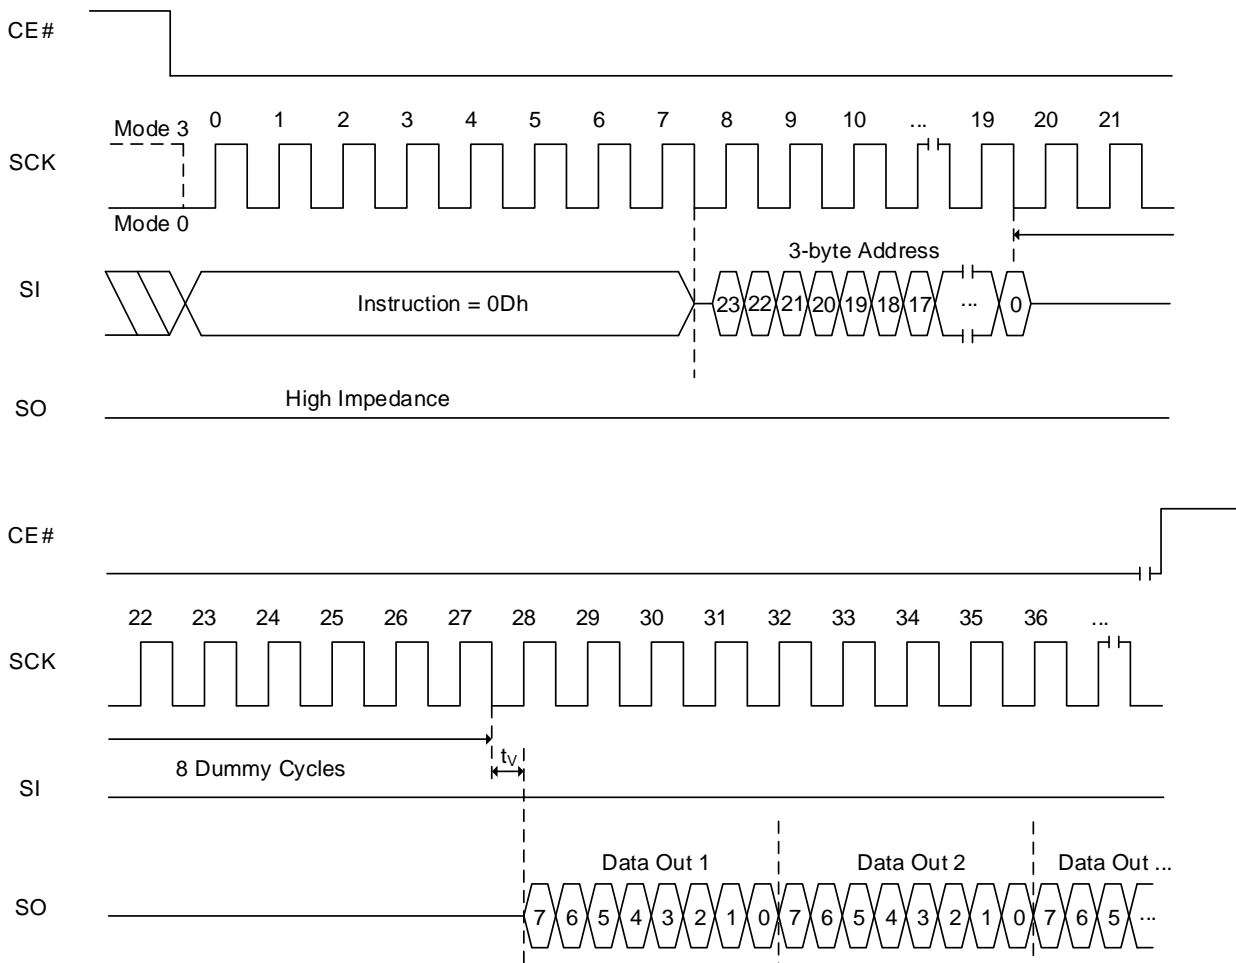 CE#
Mode 3 0 1 2 3 4 5 6 7 8 9 10 ... 19 20 21
SCK
Mode 0
3-byte Address
SI Instruction = 0Dh 23 22 21 20 19 18 17 ... 0
SO High Impedance
CE#
22 23 24 25 26 27 28 29 30 31 32 33 34 35 36 ...
SCK
8 Dummy Cycles tV
SI
Data Out 1 Data Out 2 Data Out ...
SO 7 6 5 4 3 2 1 0 7 6 5 4 3 2 1 0 7 6 5 ...